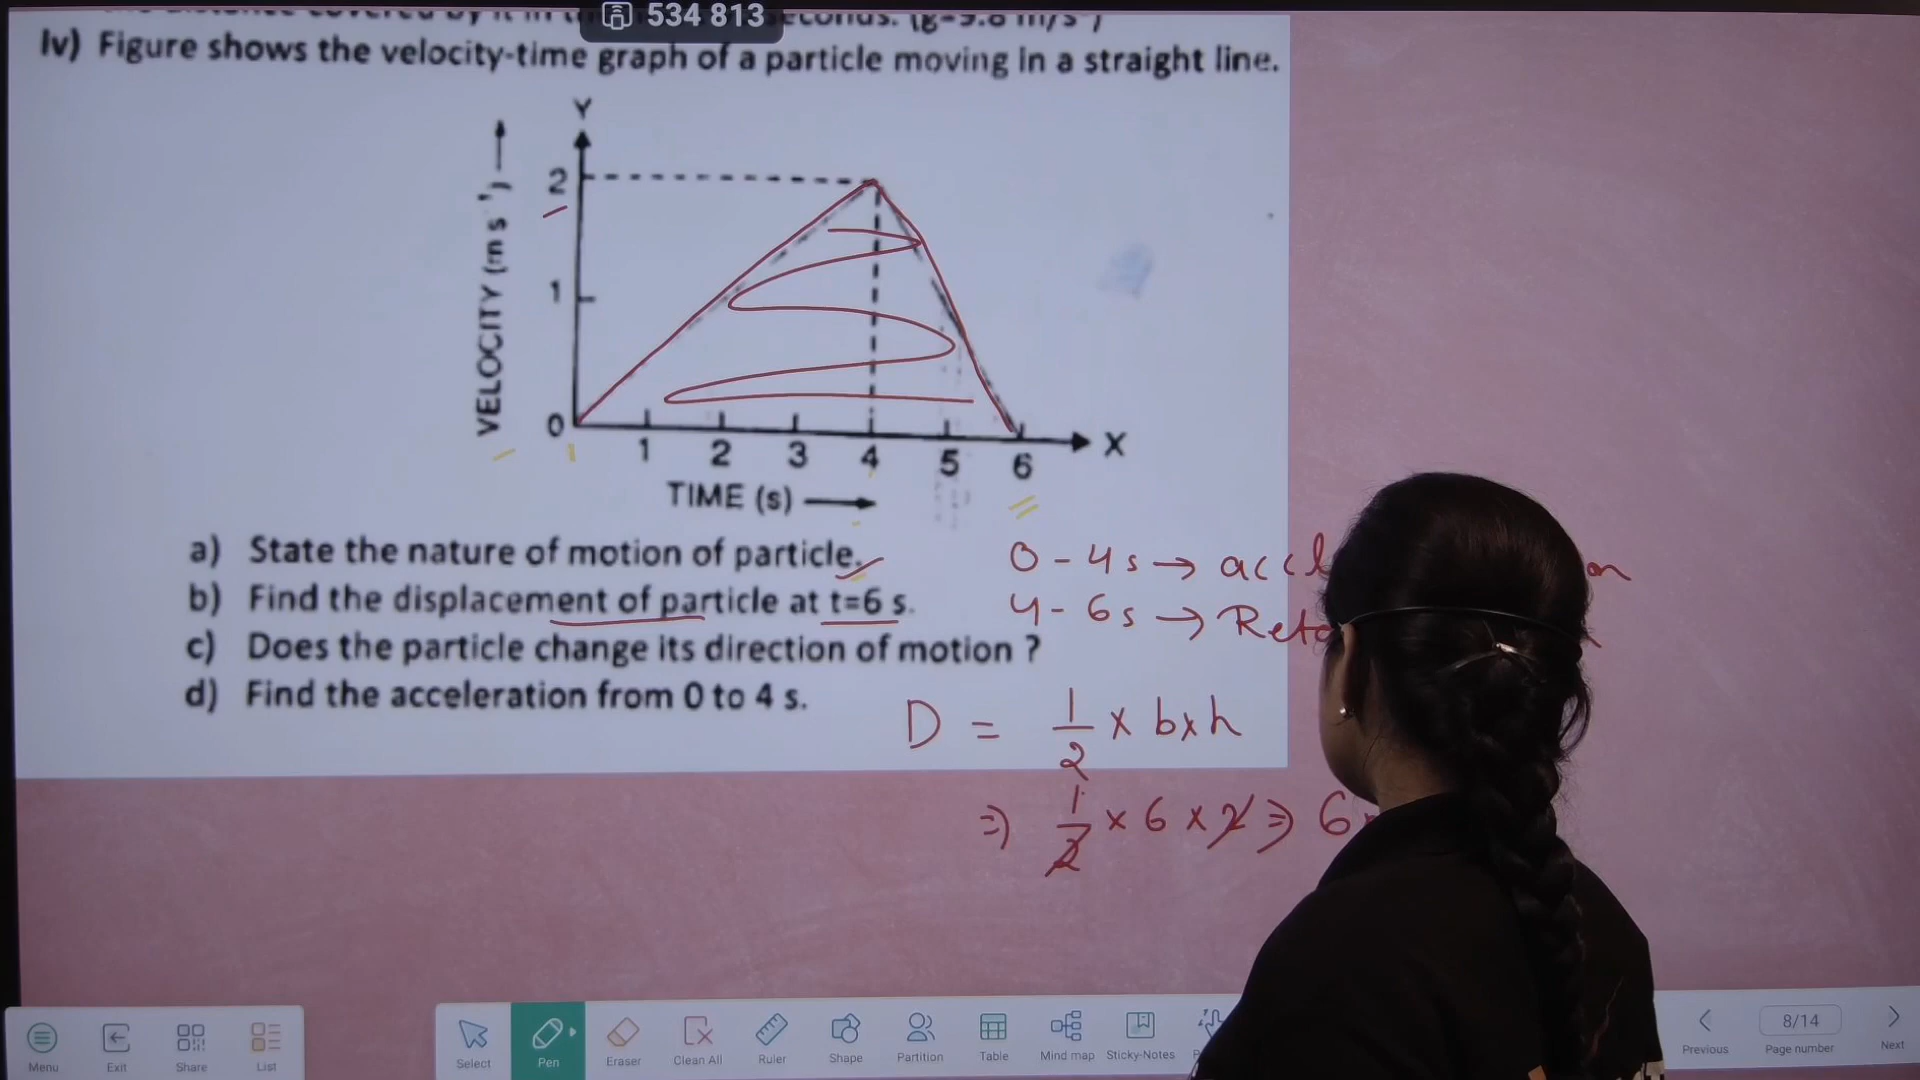 534 813
Iv) Figure shows the velocity-time graph of a particle moving in a straight line.
Y
VELOCITY (m s⁻¹)
2
1
0
1 2 3 4 5 6
X
TIME (s)
a) State the nature of motion of particle.
0 - 4s →
b) Find the displacement of particle at t=6 s.
4 - 6s →
c) Does the particle change its direction of motion ?
d) Find the acceleration from 0 to 4 s.
D = 1/2 × b×h
⇒ 1/2 × 6 × 2 ⇒ 6
Menu
Exit
Share
List
Select
Pen
Eraser
Clean All
Ruler
Shape
Partition
Table
Mind map
Sticky-Notes
Previous
8/14
Page number
Next